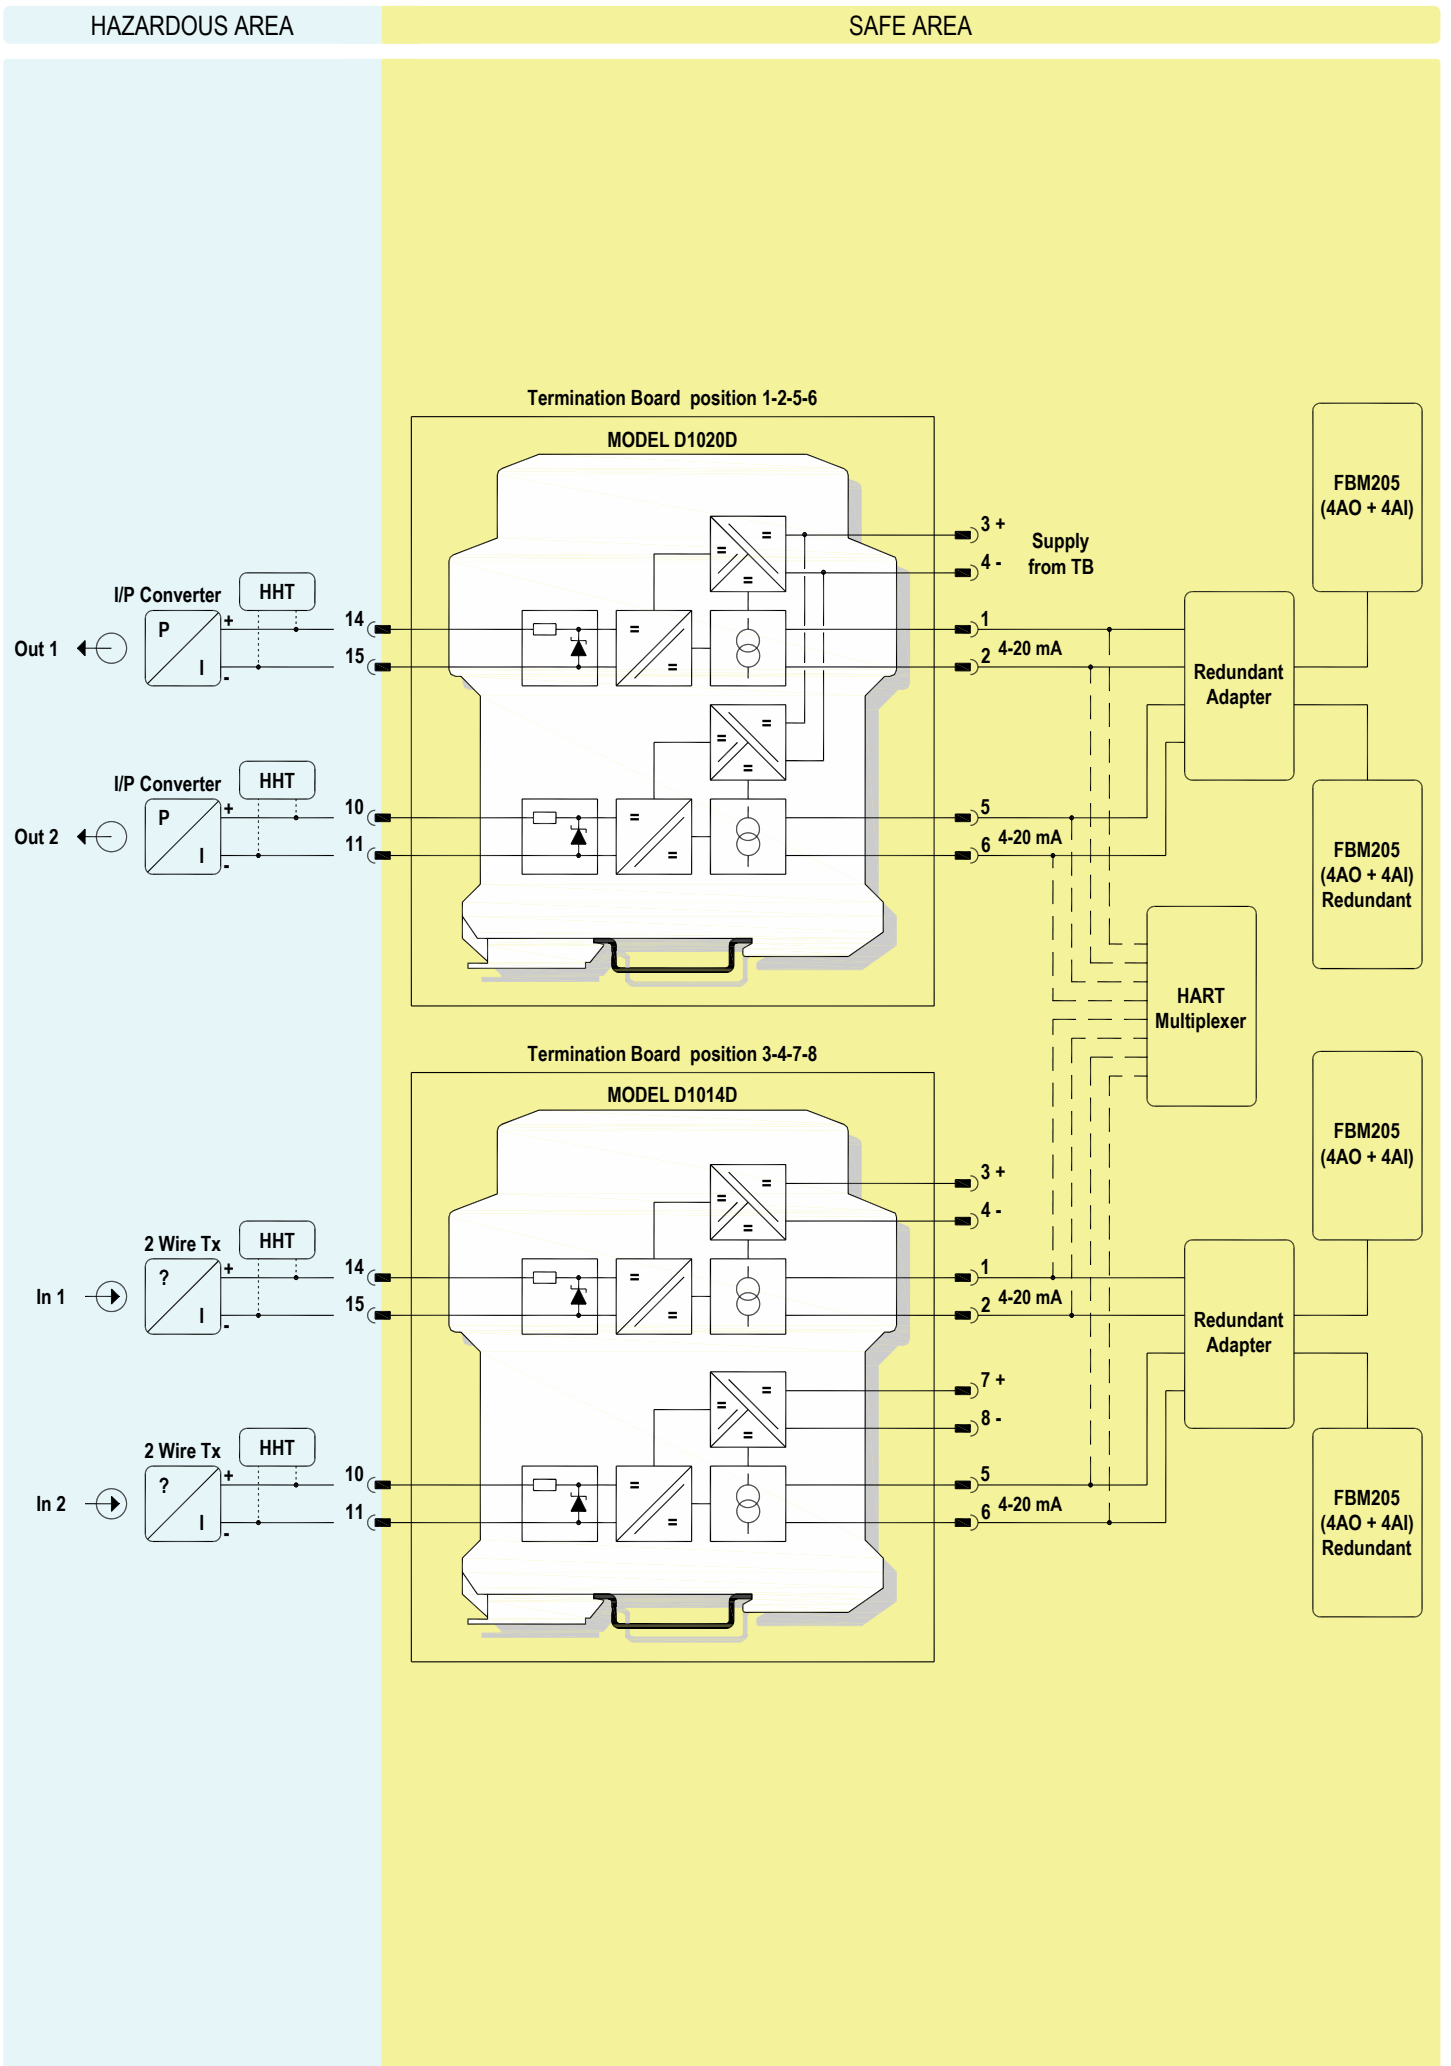 HAZARDOUS AREA
SAFE AREA
Termination Board position 1-2-5-6
MODEL D1020D
FBM205
(4AO + 4AI)
3 +
Supply
4 -
from TB
I/P Converter
HHT
P
+
14
1
Out 1
4-20 mA
I
-
15
2
Redundant
Adapter
I/P Converter
HHT
P
+
10
5
Out 2
4-20 mA
I
-
11
6
FBM205
(4AO + 4AI)
Redundant
HART
Multiplexer
Termination Board position 3-4-7-8
MODEL D1014D
FBM205
(4AO + 4AI)
3 +
4 -
2 Wire Tx
HHT
?
+
14
1
In 1
4-20 mA
I
-
15
2
Redundant
Adapter
7 +
8 -
2 Wire Tx
HHT
?
+
10
5
In 2
4-20 mA
I
-
11
6
FBM205
(4AO + 4AI)
Redundant